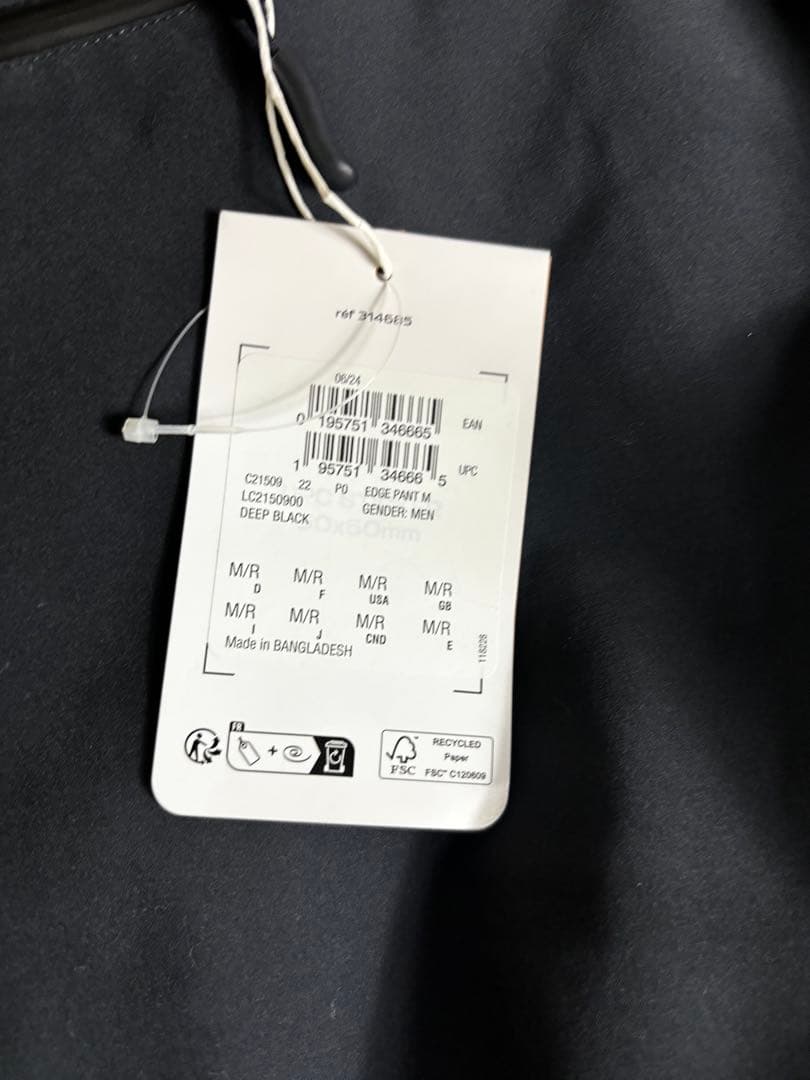 réf 314685
06/24
0 195751 346665
EAN
1 95751 34666 5
UPC
C21509 22 P0 EDGE PANT M
LC2150900 GENDER: MEN
DEEP BLACK
M/R M/R M/R M/R
D F USA GB
M/R M/R M/R M/R
I J CND E
Made in BANGLADESH
118228
FR
RECYCLED
Paper
FSC™ C120609
FSC